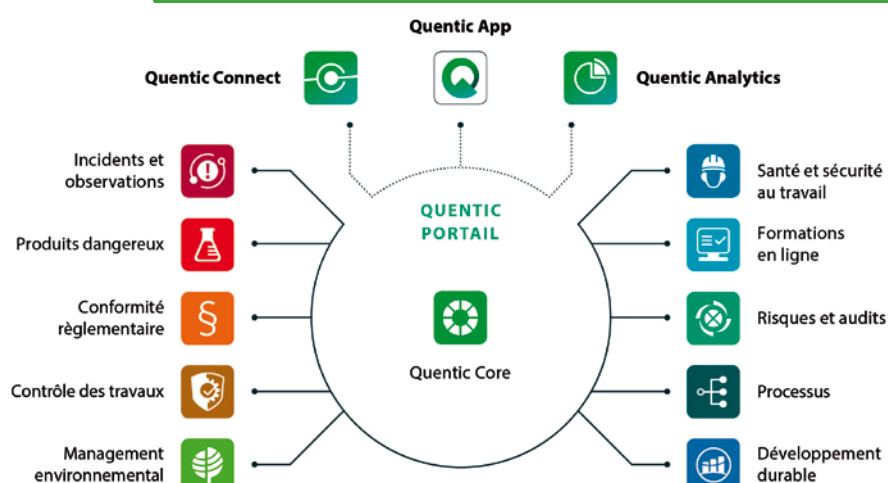 Quentic App
Quentic Connect
Quentic Analytics
Incidents et
observations
Santé et sécurité
au travail
QUENTIC
PORTAIL
Produits dangereux
Formations
en ligne
Conformité
règlementaire
§
Risques et audits
Quentic Core
Contrôle des travaux
Processus
Management
environnemental
Développement
durable